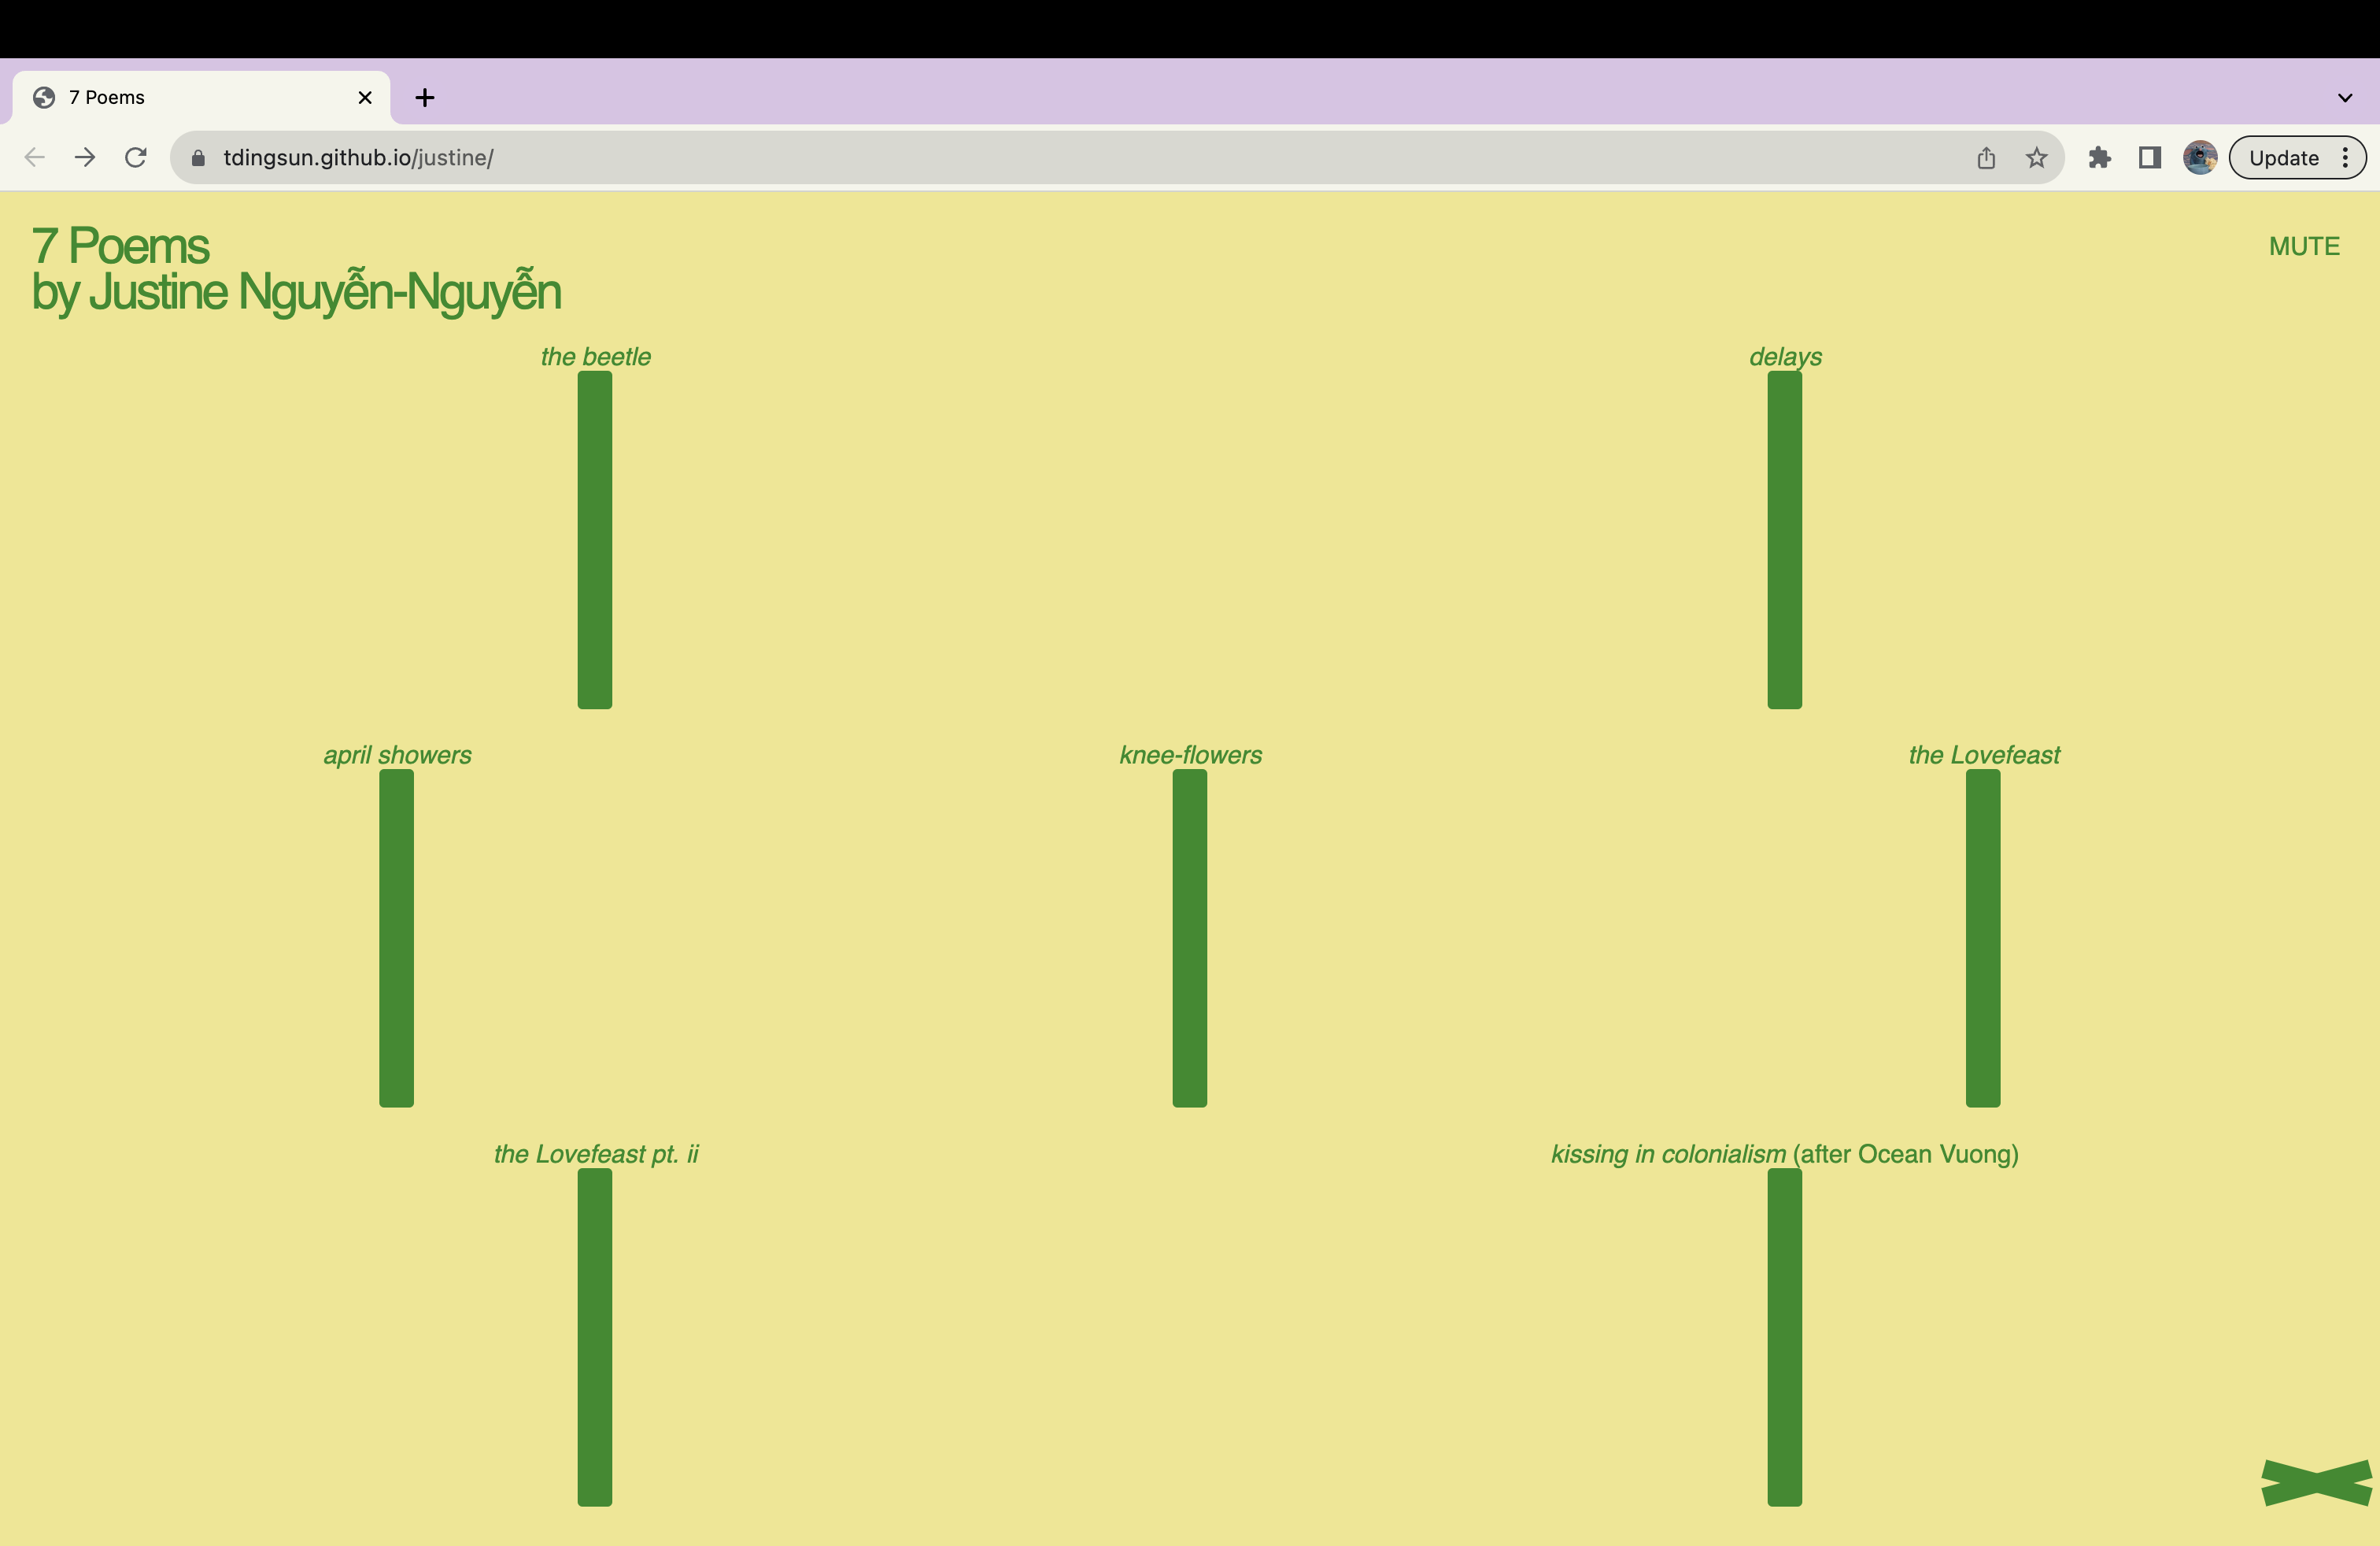 7 Poems
tdingsun.github.io/justine/
Update
7 Poems
by Justine Nguyễn-Nguyễn
MUTE
the beetle
delays
april showers
knee-flowers
the Lovefeast
the Lovefeast pt. ii
kissing in colonialism (after Ocean Vuong)